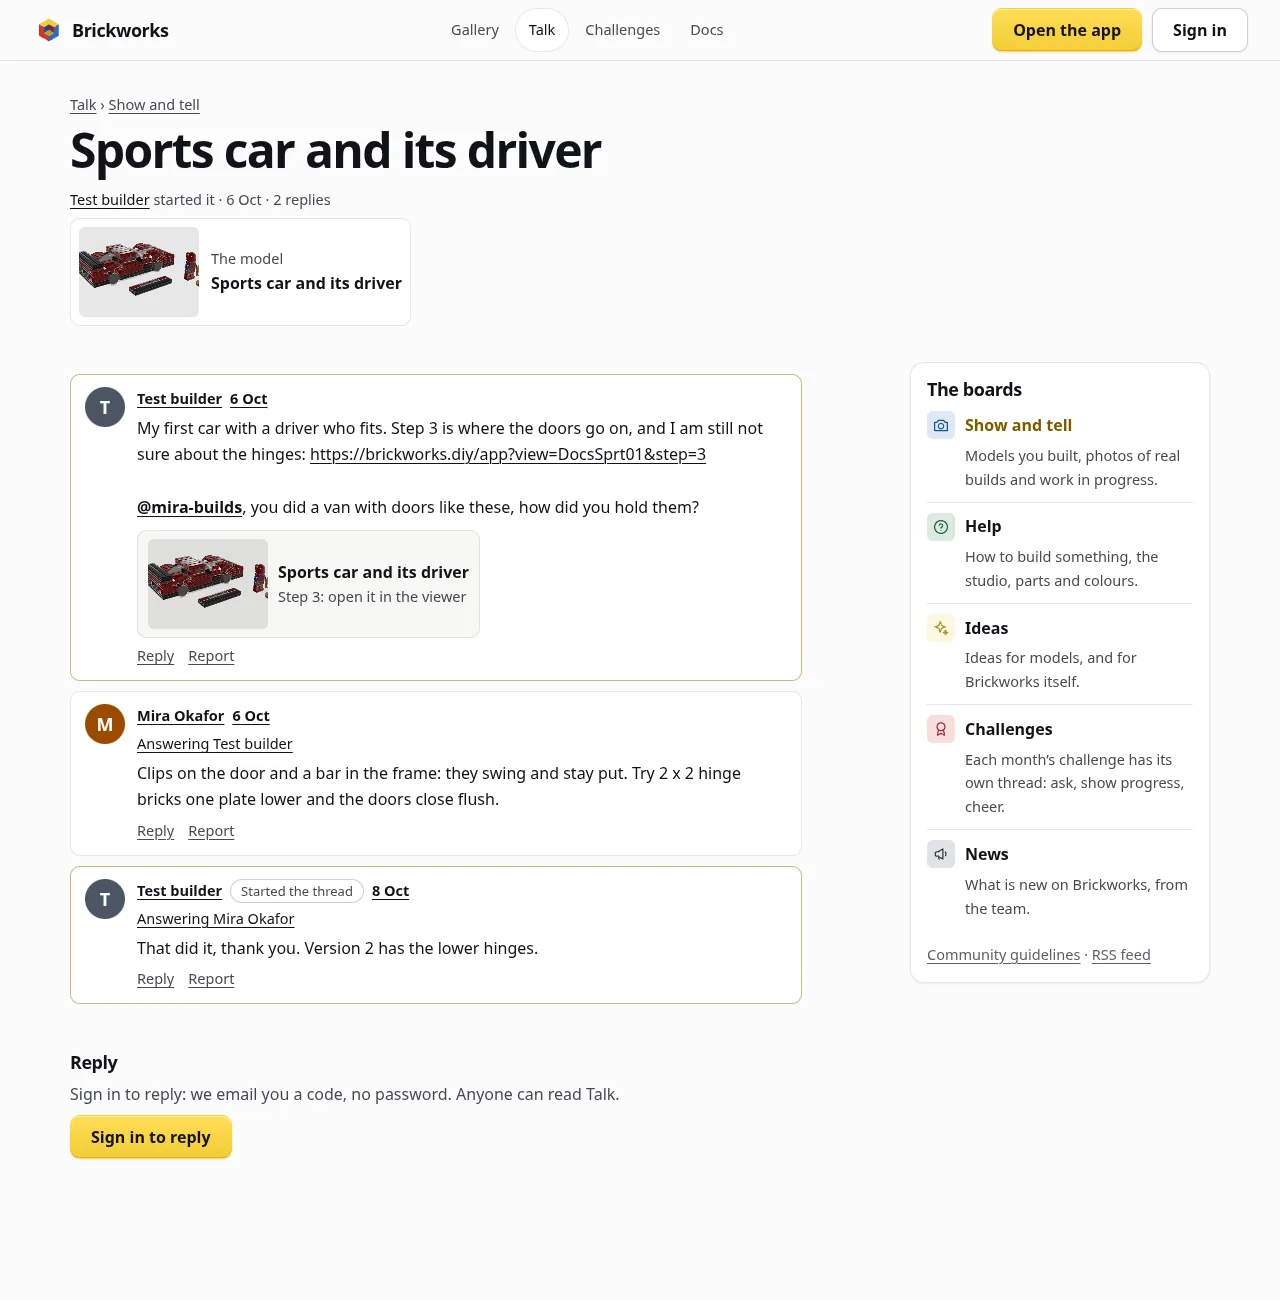 Brickworks
Gallery
Talk
Challenges
Docs
Open the app
Sign in
Talk › Show and tell
Sports car and its driver
Test builder started it · 6 Oct · 2 replies
The model
Sports car and its driver
T
Test builder 6 Oct
My first car with a driver who fits. Step 3 is where the doors go on, and I am still not
sure about the hinges: https://brickworks.diy/app?view=DocsSprt01&step=3
@mira-builds, you did a van with doors like these, how did you hold them?
Sports car and its driver
Step 3: open it in the viewer
Reply Report
M
Mira Okafor 6 Oct
Answering Test builder
Clips on the door and a bar in the frame: they swing and stay put. Try 2 x 2 hinge
bricks one plate lower and the doors close flush.
Reply Report
T
Test builder Started the thread 8 Oct
Answering Mira Okafor
That did it, thank you. Version 2 has the lower hinges.
Reply Report
Reply
Sign in to reply: we email you a code, no password. Anyone can read Talk.
Sign in to reply
The boards
Show and tell
Models you built, photos of real
builds and work in progress.
Help
How to build something, the
studio, parts and colours.
Ideas
Ideas for models, and for
Brickworks itself.
Challenges
Each month’s challenge has its
own thread: ask, show progress,
cheer.
News
What is new on Brickworks, from
the team.
Community guidelines · RSS feed